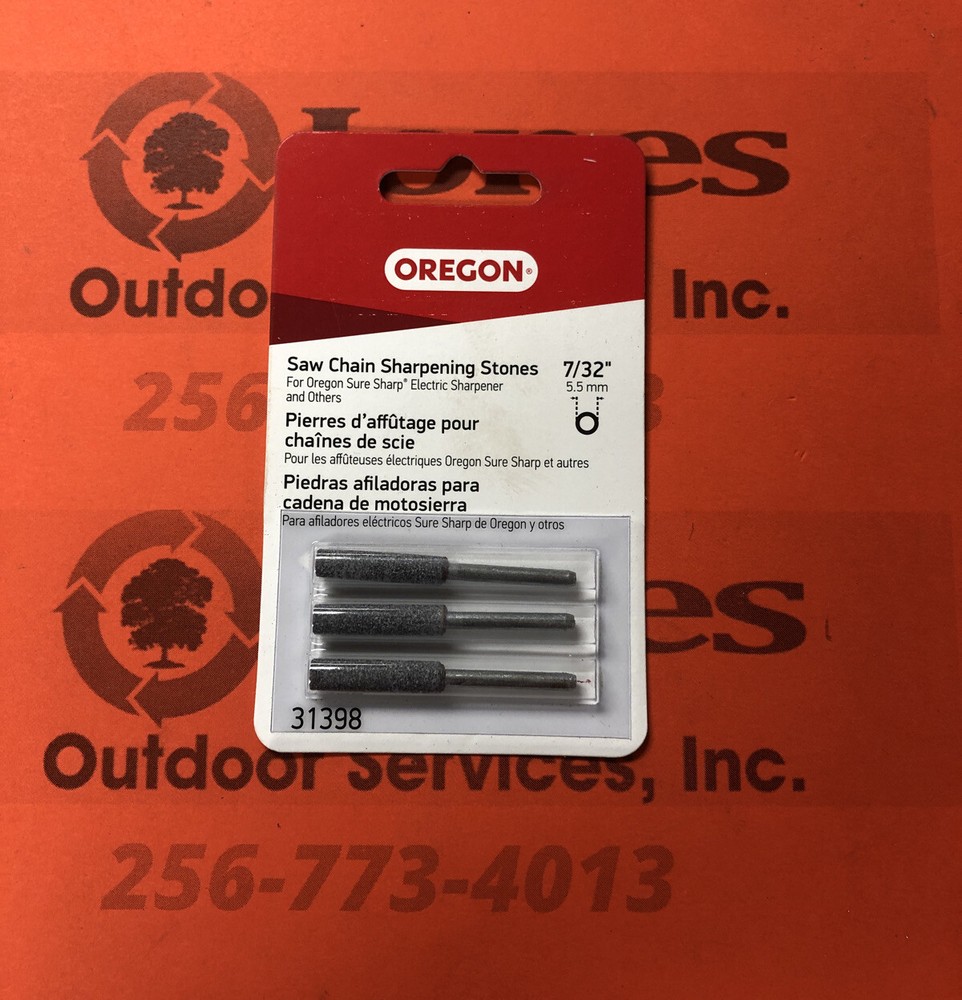 Outdo
Inc.
256
3
OREGON®
Saw Chain Sharpening Stones
For Oregon Sure Sharp® Electric Sharpener
and Others
7/32"
5.5 mm
Pierres d'affûtage pour
chaînes de scie
Pour les affûteuses électriques Oregon Sure Sharp et autres
Piedras afiladoras para
cadena de motosierra
Para afiladores eléctricos Sure Sharp de Oregon y otros
31398
es
Outdoor Services, Inc.
256-773-4013